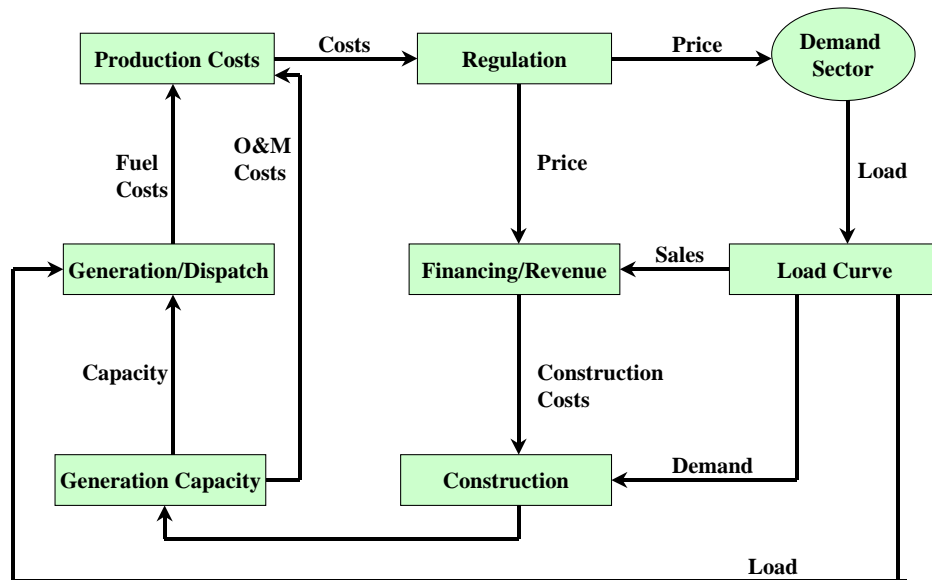 Costs
Price
Demand
Sector
Production Costs
Regulation
O&M
Costs
Fuel
Costs
Price
Load
Generation/Dispatch
Financing/Revenue
Sales
Load Curve
Capacity
Construction
Costs
Generation Capacity
Construction
Demand
Load